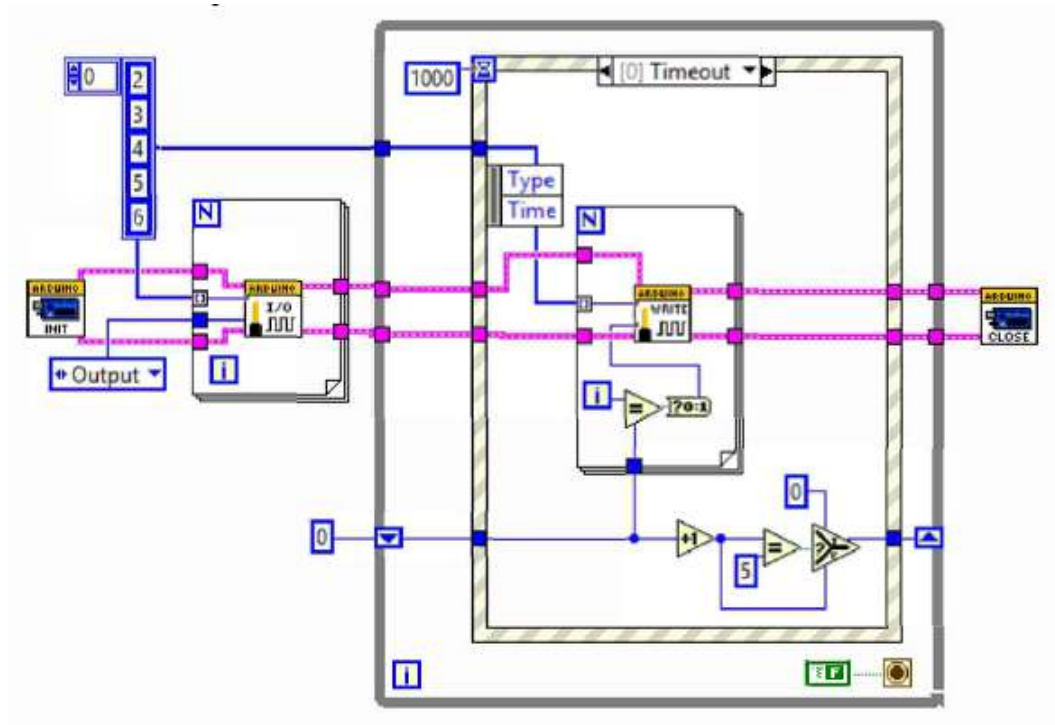 0
2
3
4
5
6
1000
[0] Timeout
Type
Time
N
N
ARDUINO
INIT
ARDUINO
I/O
ARDUINO
WRITE
ARDUINO
CLOSE
Output
i
i
=
?0:1
0
0
+1
=
?
5
i
F